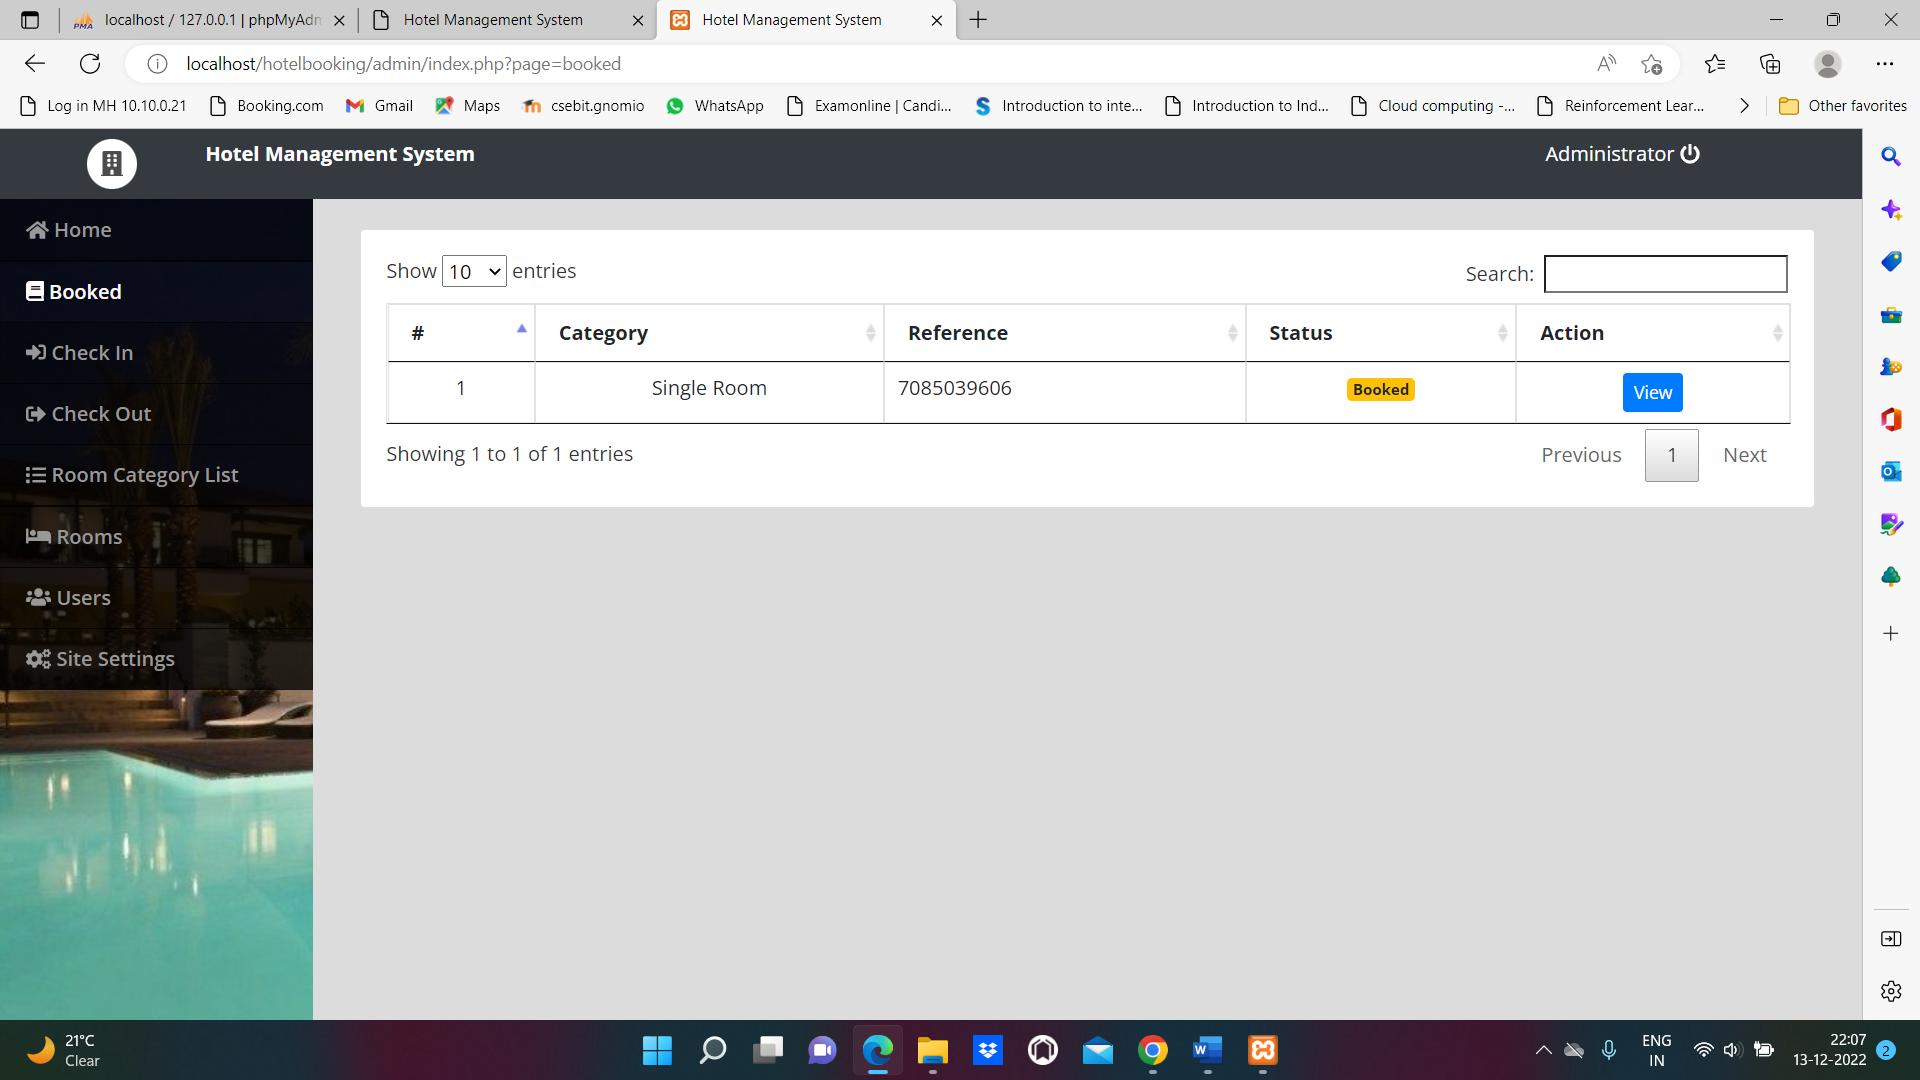 localhost / 127.0.0.1 | phpMyAdm
Hotel Management System
Hotel Management System
localhost/hotelbooking/admin/index.php?page=booked
Log in MH 10.10.0.21
Booking.com
Gmail
Maps
csebit.gnomio
WhatsApp
Examonline | Candi...
Introduction to inte...
Introduction to Ind...
Cloud computing -...
Reinforcement Lear...
Other favorites
Hotel Management System
Administrator
Home
Booked
Check In
Check Out
Room Category List
Rooms
Users
Site Settings
Show 10 entries
Search:
# Category Reference Status Action
1 Single Room 7085039606 Booked View
Showing 1 to 1 of 1 entries
Previous 1 Next
21°C
Clear
ENG
IN
22:07
13-12-2022
2